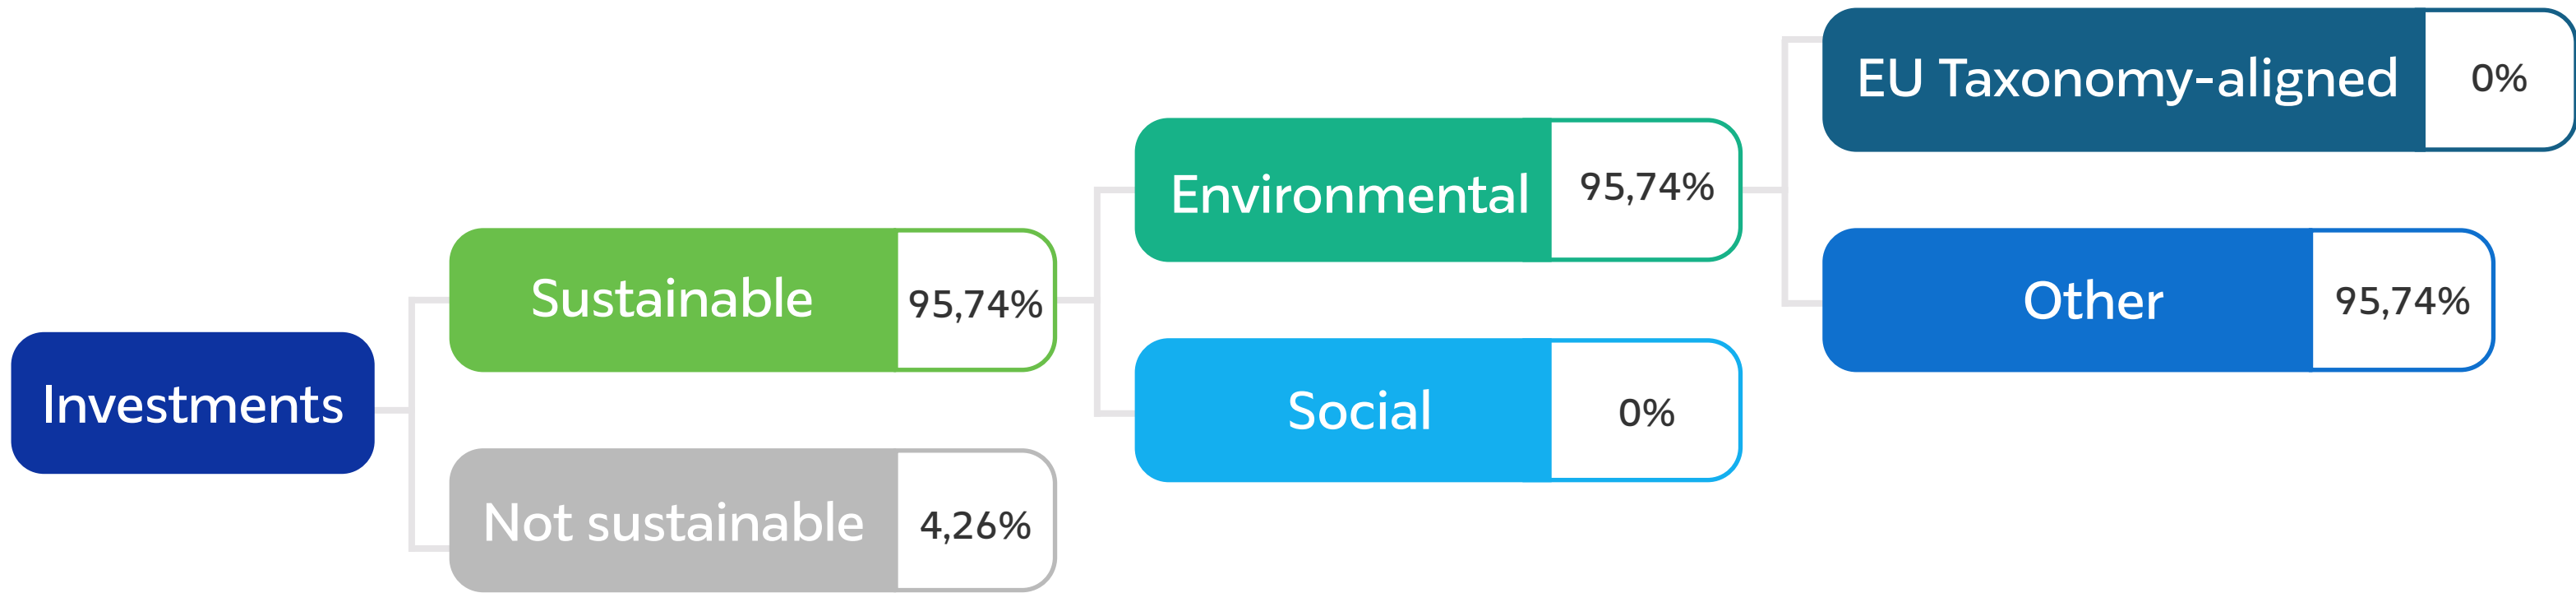 Investments
Sustainable
95,74%
Not sustainable
4,26%
Environmental
95,74%
Social
0%
EU Taxonomy-aligned
0%
Other
95,74%